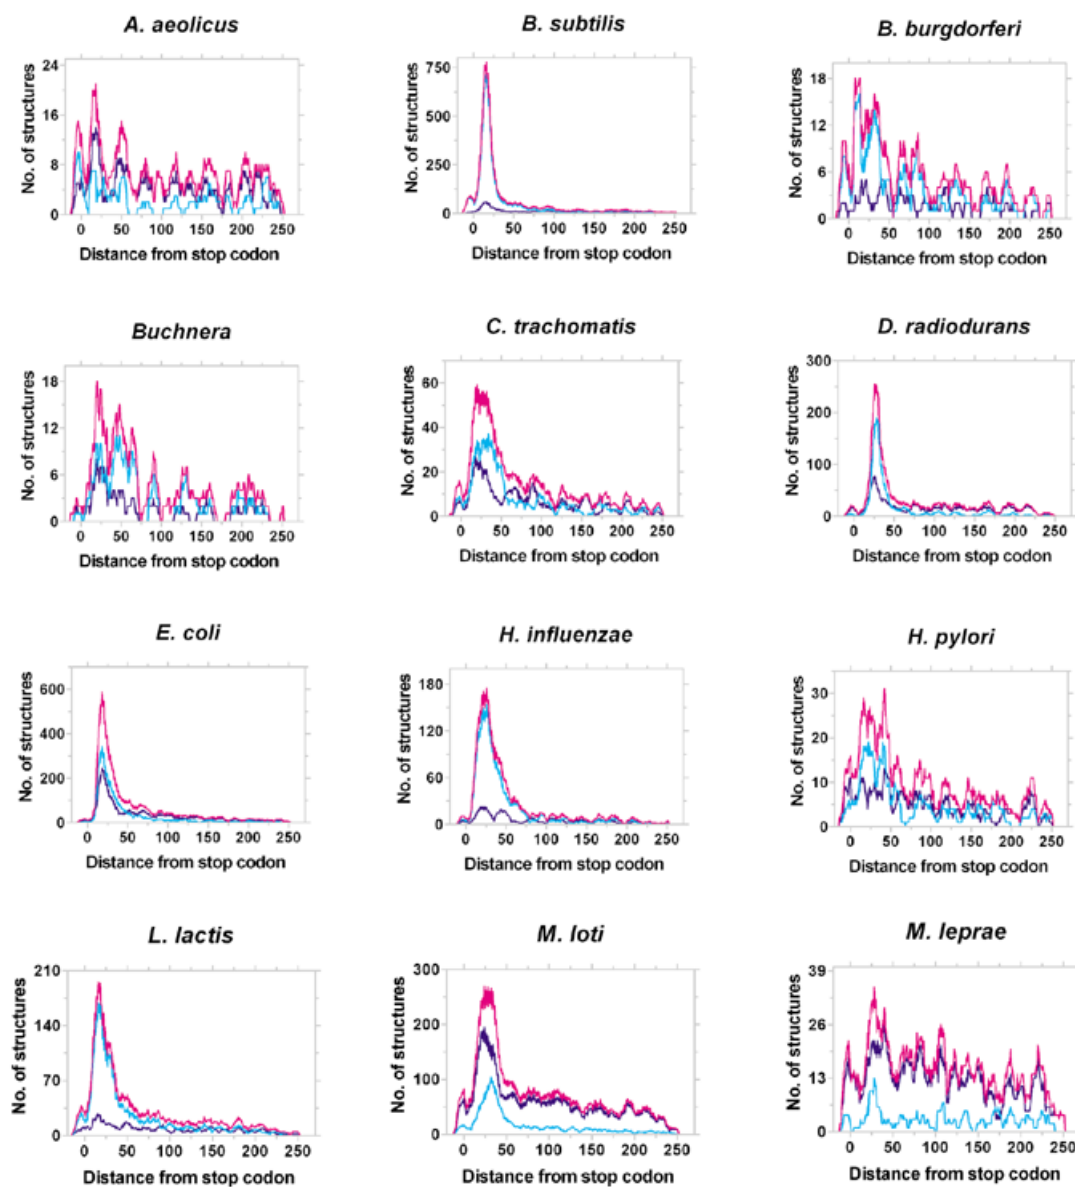 A. aeolicus
No. of structures
24
16
8
0
0 50 100 150 200 250
Distance from stop codon
B. subtilis
No. of structures
750
500
250
0
0 50 100 150 200 250
Distance from stop codon
B. burgdorferi
No. of structures
18
12
6
0
0 50 100 150 200 250
Distance from stop codon
Buchnera
No. of structures
18
12
6
0
0 50 100 150 200 250
Distance from stop codon
C. trachomatis
No. of structures
60
40
20
0
0 50 100 150 200 250
Distance from stop codon
D. radiodurans
No. of structures
300
200
100
0
0 50 100 150 200 250
Distance from stop codon
E. coli
No. of structures
600
400
200
0
0 50 100 150 200 250
Distance from stop codon
H. influenzae
No. of structures
180
120
60
0
0 50 100 150 200 250
Distance from stop codon
H. pylori
No. of structures
30
20
10
0
0 50 100 150 200 250
Distance from stop codon
L. lactis
No. of structures
210
140
70
0
0 50 100 150 200 250
Distance from stop codon
M. loti
No. of structures
300
200
100
0
0 50 100 150 200 250
Distance from stop codon
M. leprae
No. of structures
39
26
13
0
0 50 100 150 200 250
Distance from stop codon